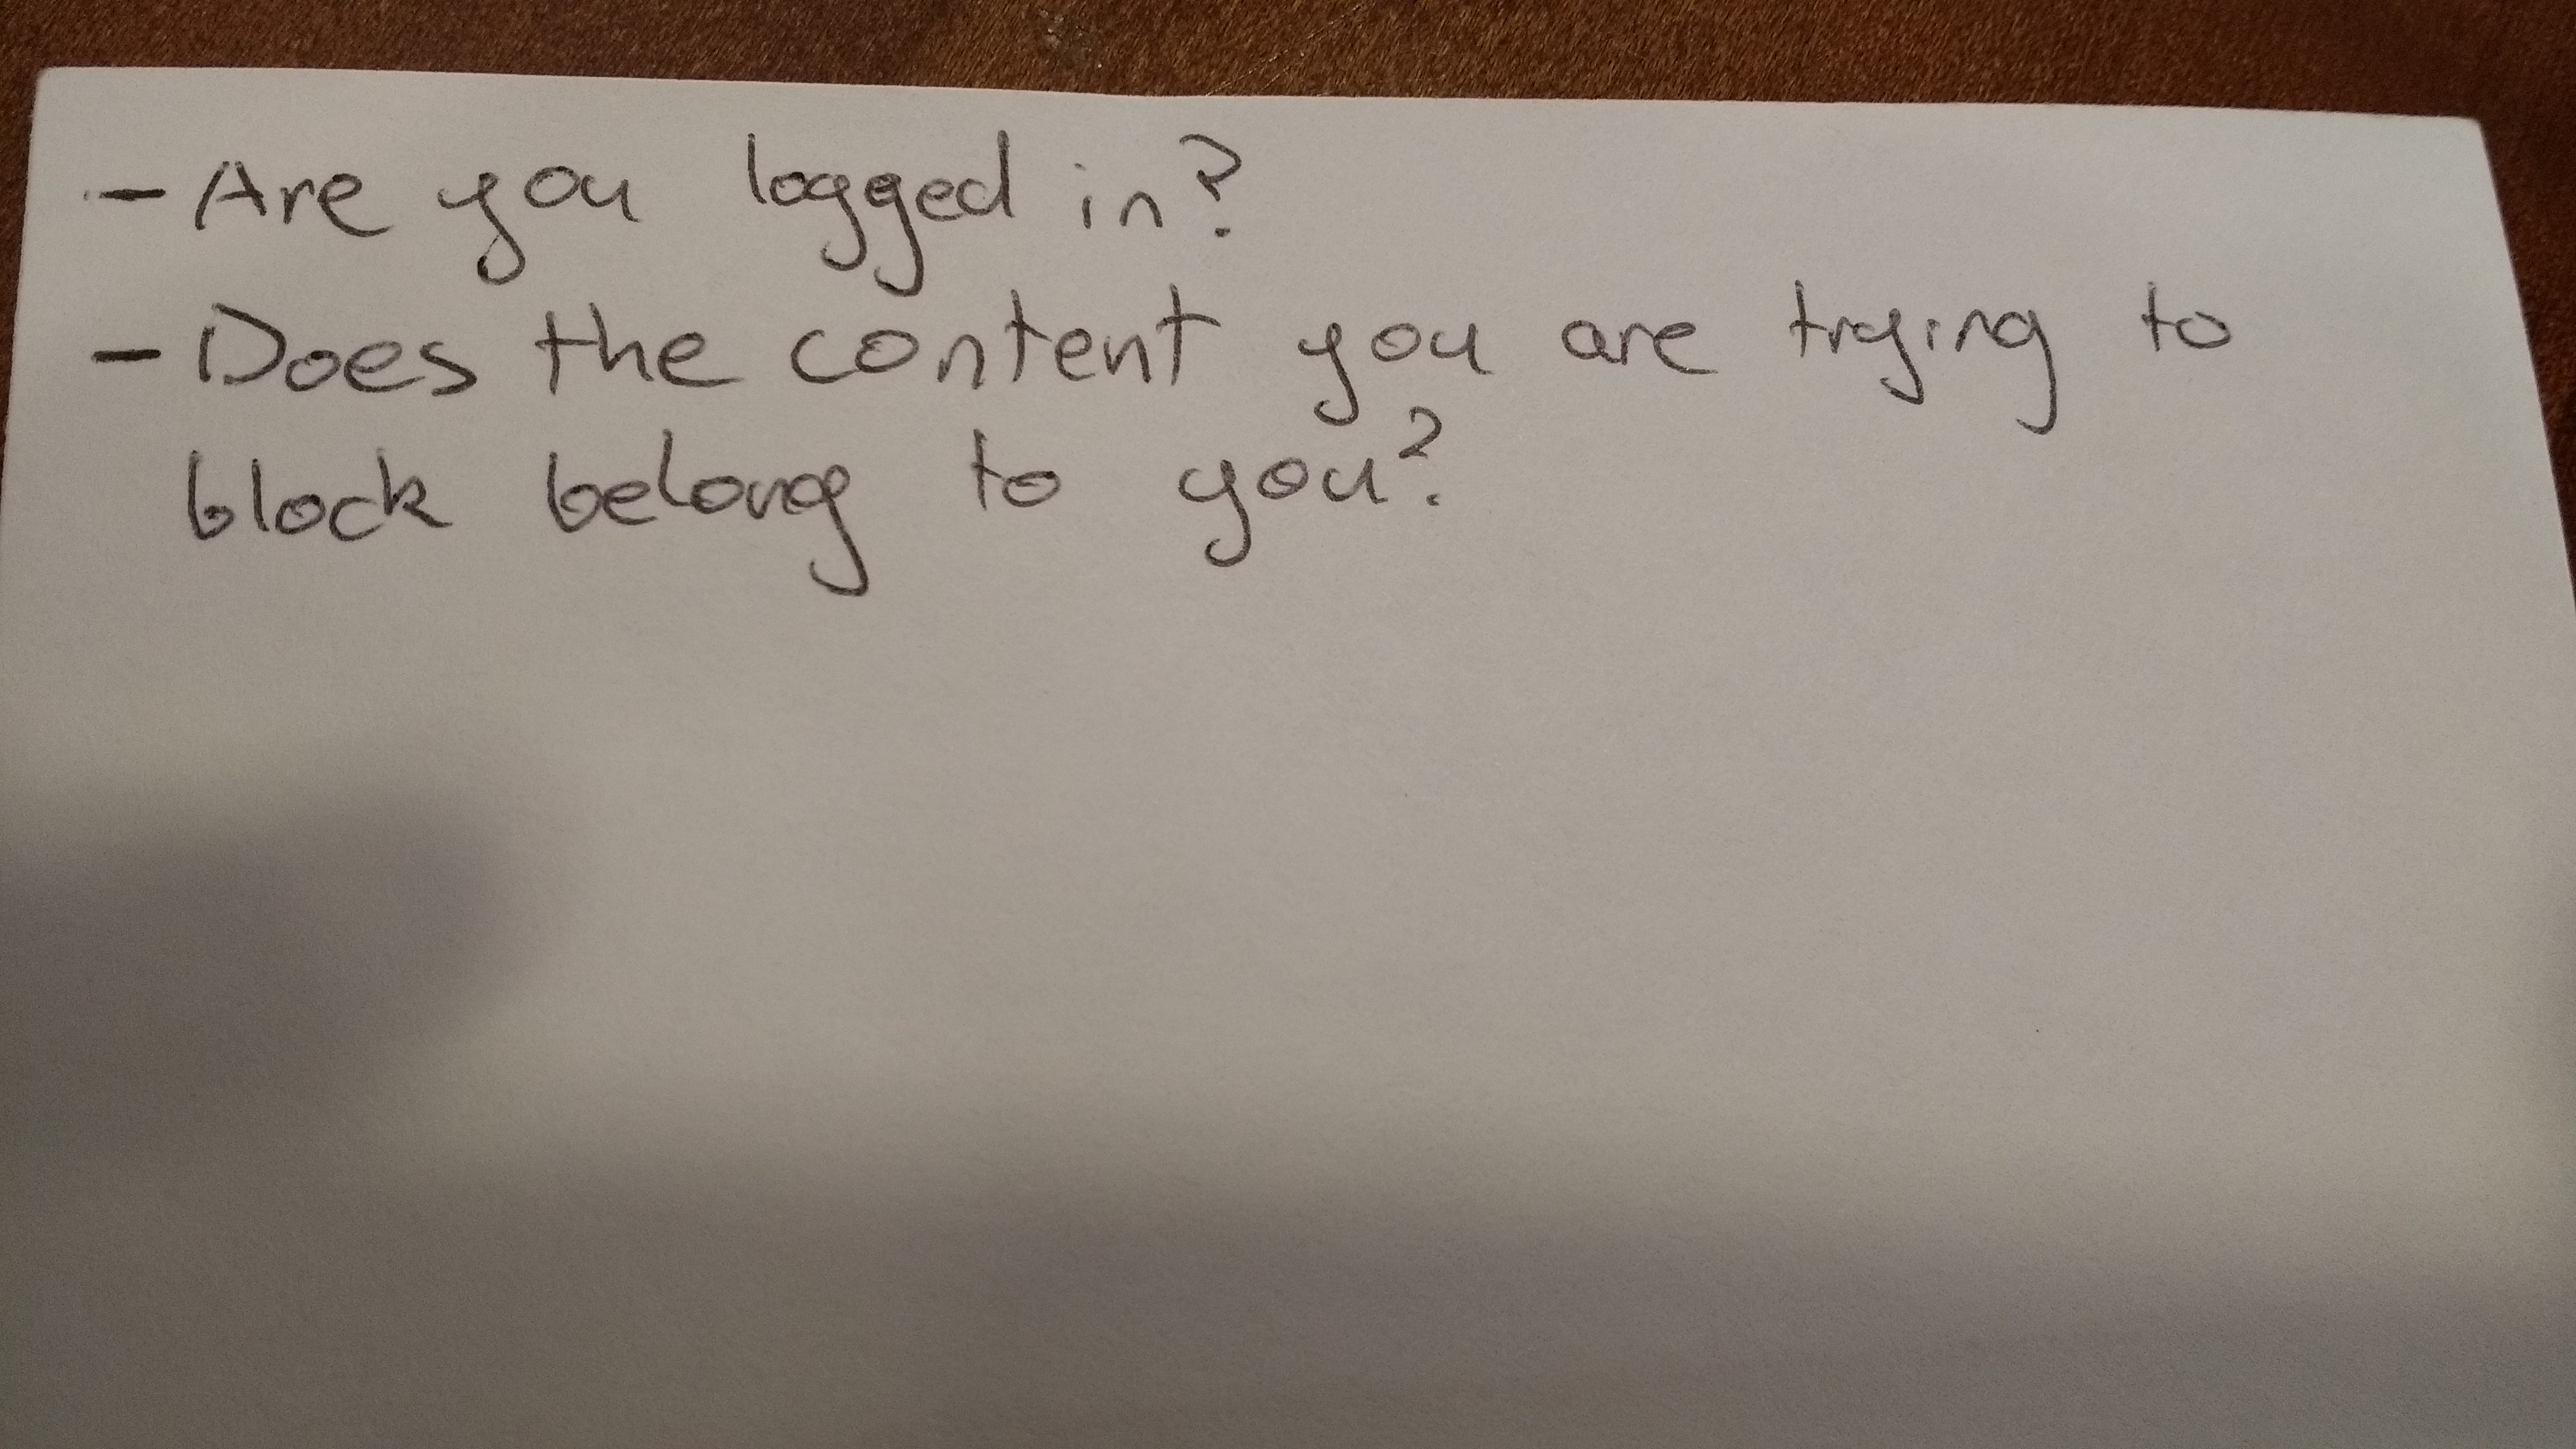 - Are you logged in?
- Does the content you are trying to
block belong to you?